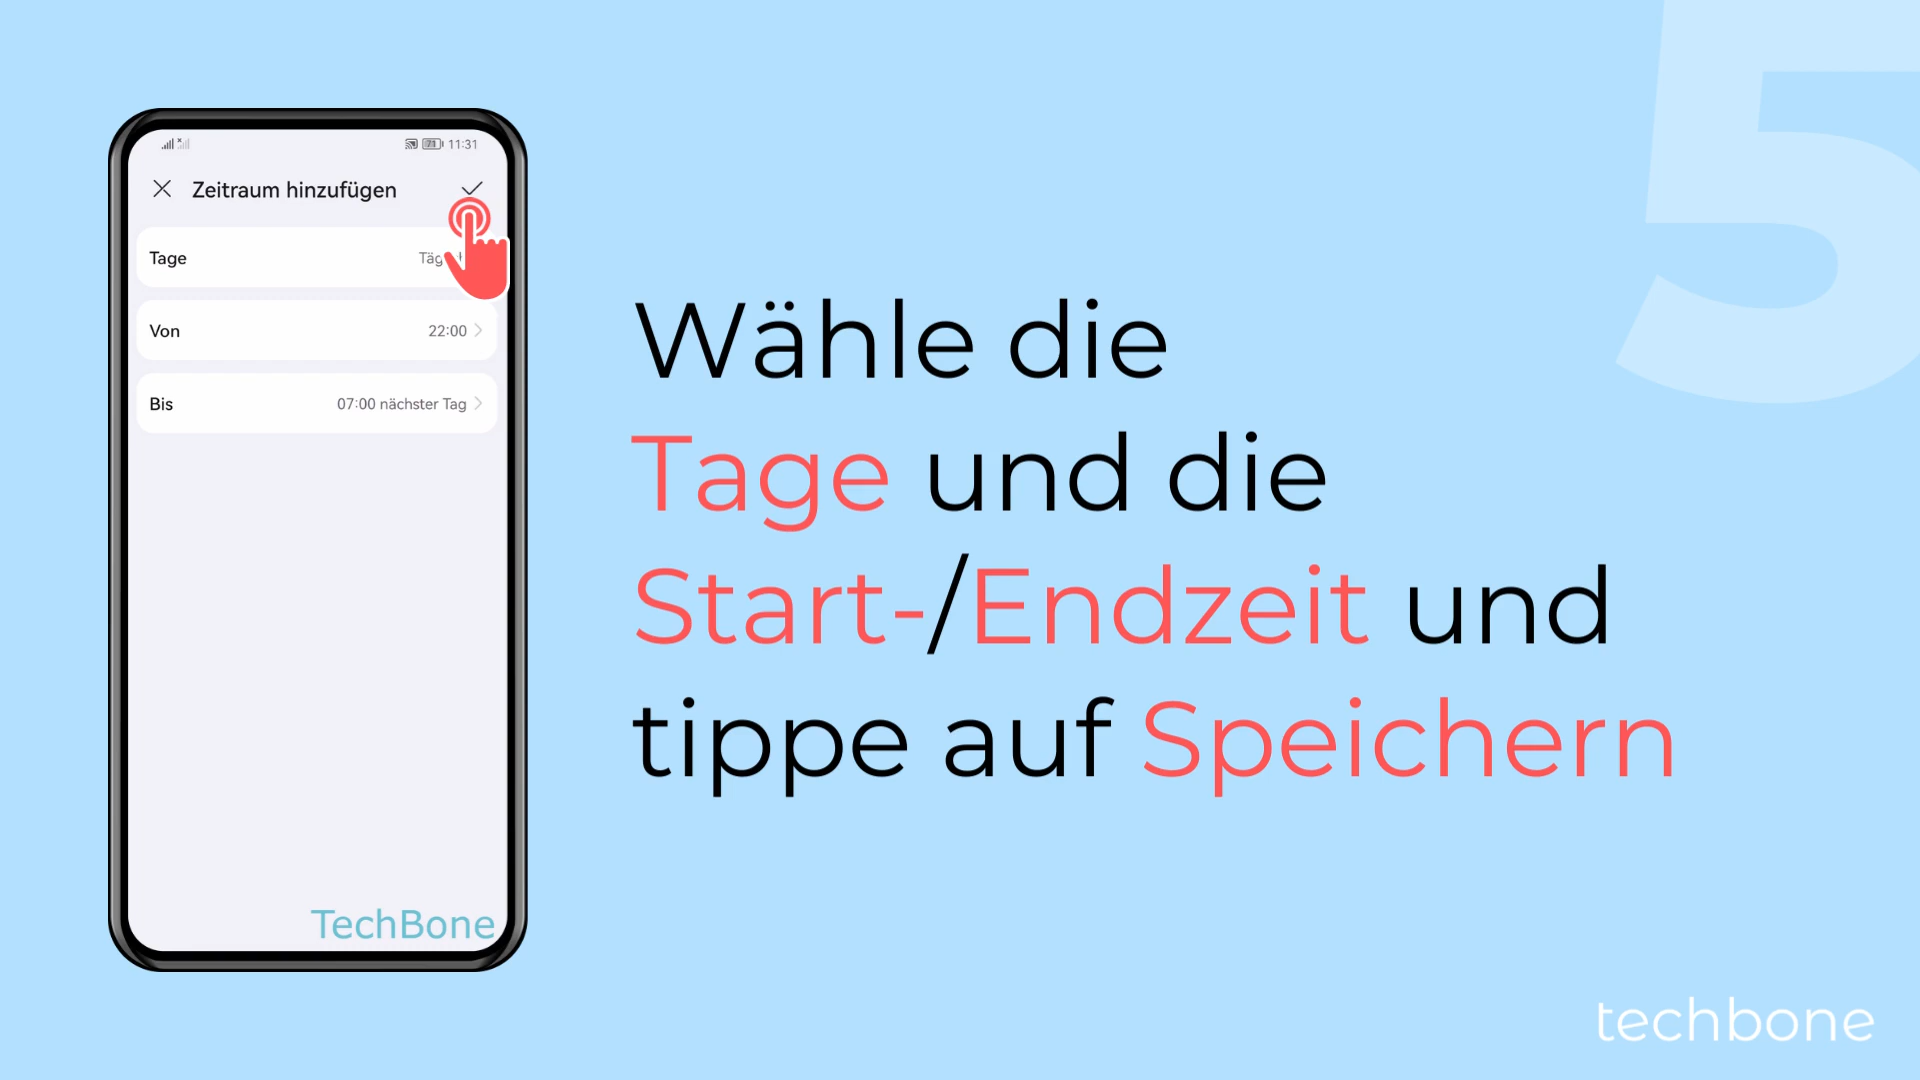 5
11:31
Zeitraum hinzufügen
Tage
Von 22:00
Bis 07:00 nächster Tag
TechBone
Wähle die
Tage und die
Start-/Endzeit und
tippe auf Speichern
techbone